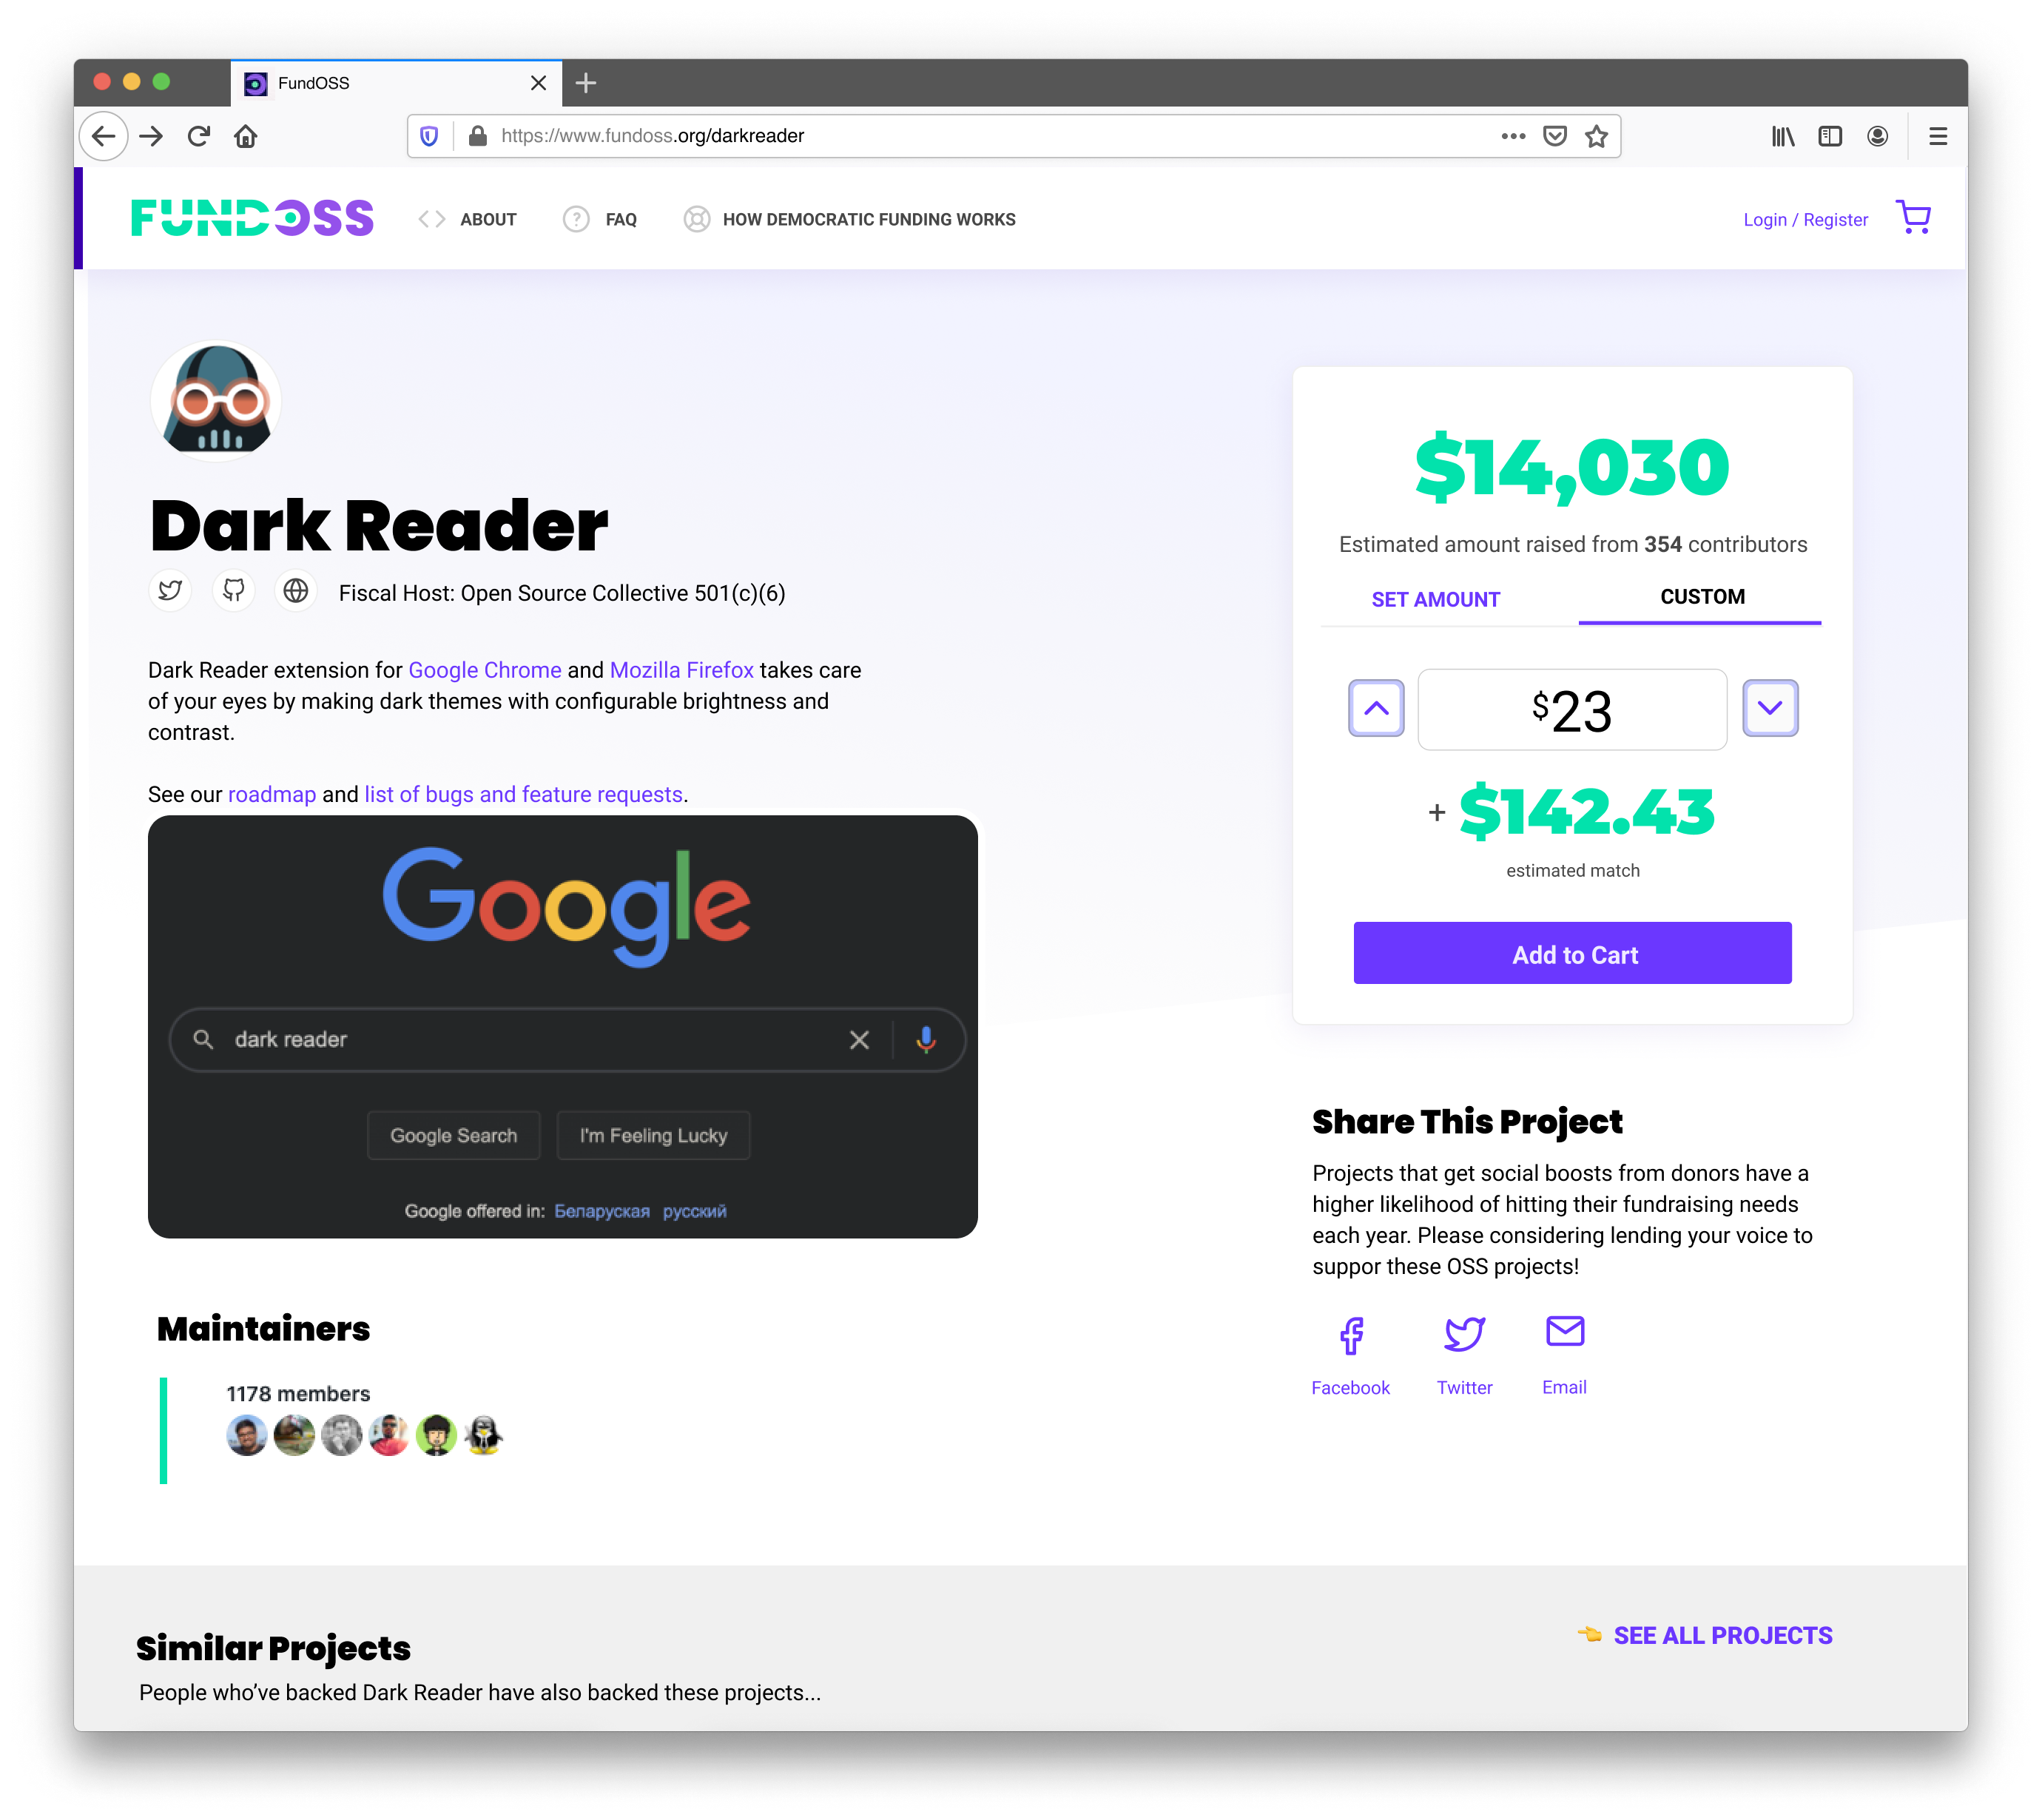 FundOSS
https://www.fundoss.org/darkreader
FUNDOSS
ABOUT
FAQ
HOW DEMOCRATIC FUNDING WORKS
Login / Register
Dark Reader
Fiscal Host: Open Source Collective 501(c)(6)
Dark Reader extension for Google Chrome and Mozilla Firefox takes care
of your eyes by making dark themes with configurable brightness and
contrast.
See our roadmap and list of bugs and feature requests.
Google
dark reader
Google Search
I'm Feeling Lucky
Google offered in: Беларуская русский
Maintainers
1178 members
$14,030
Estimated amount raised from 354 contributors
SET AMOUNT
CUSTOM
$23
+ $142.43
estimated match
Add to Cart
Share This Project
Projects that get social boosts from donors have a
higher likelihood of hitting their fundraising needs
each year. Please considering lending your voice to
suppor these OSS projects!
Facebook
Twitter
Email
Similar Projects
People who’ve backed Dark Reader have also backed these projects...
👈 SEE ALL PROJECTS